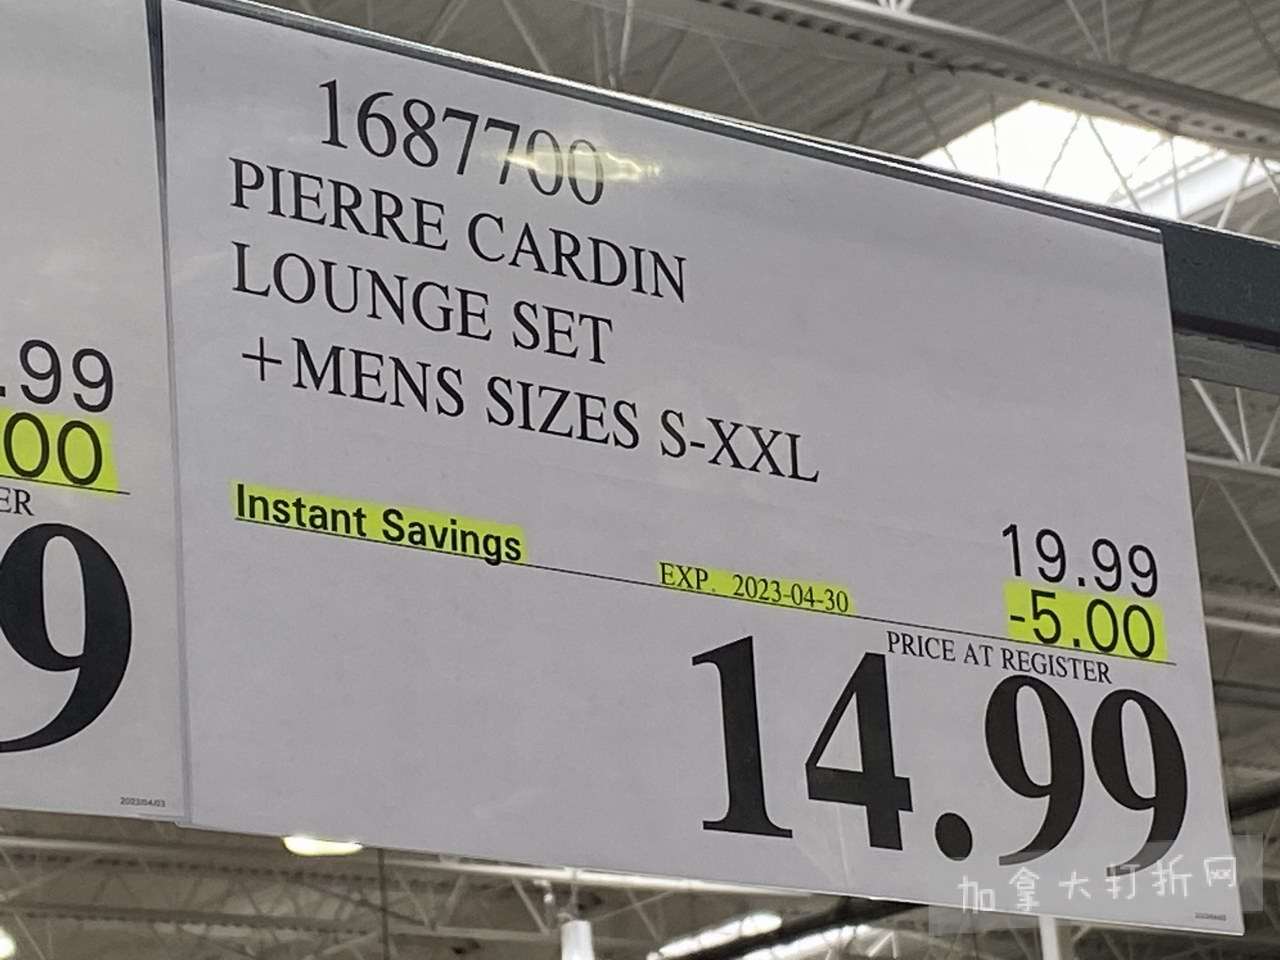 1687700
PIERRE CARDIN
LOUNGE SET
+MENS SIZES S-XXL
Instant Savings
EXP. 2023-04-30
19.99
-5.00
PRICE AT REGISTER
14.99
.99
00
ER
9
2023/04/03
加拿大打折网